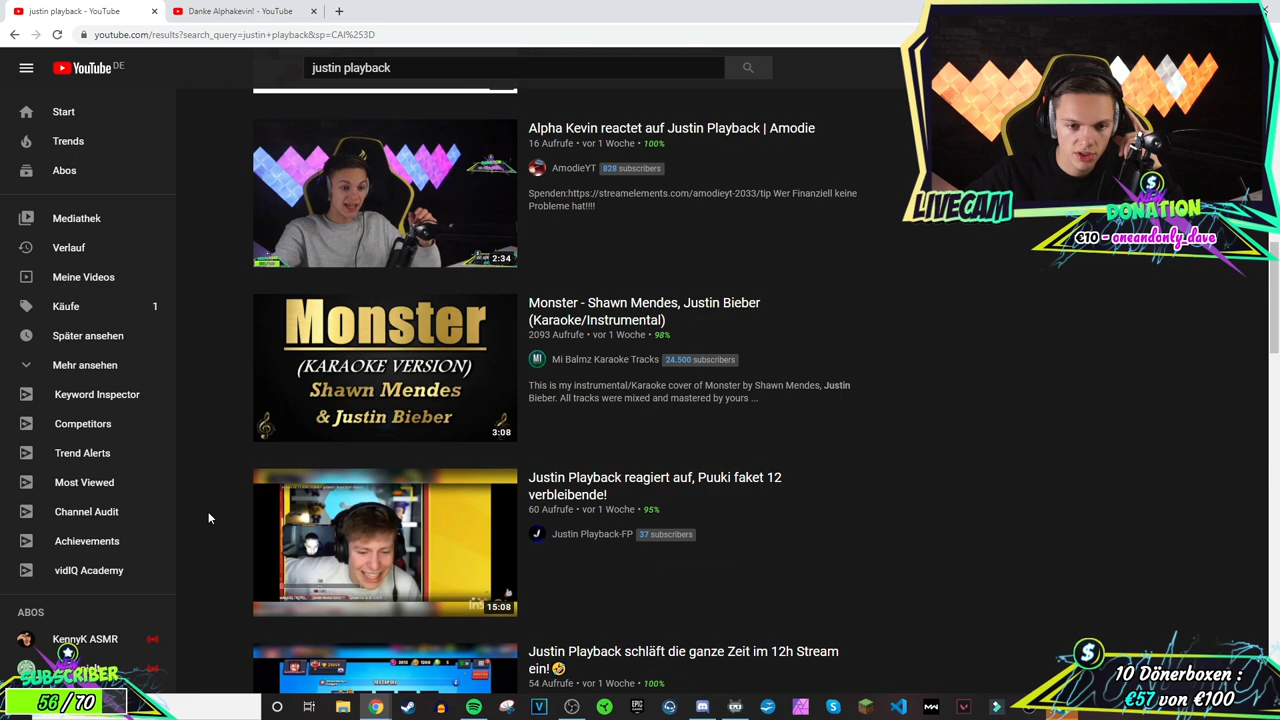 justin playback - YouTube
Danke Alphakevin! - YouTube
youtube.com/results?search_query=justin+playback&sp=CAI%253D
YouTube DE
justin playback
Start
Trends
Abos
Mediathek
Verlauf
Meine Videos
Käufe 1
Später ansehen
Mehr ansehen
Keyword Inspector
Competitors
Trend Alerts
Most Viewed
Channel Audit
Achievements
vidIQ Academy
ABOS
KennyK ASMR
Alpha Kevin reactet auf Justin Playback | Amodie
16 Aufrufe • vor 1 Woche • 100%
AmodieYT 828 subscribers
Spenden:https://streamelements.com/amodieyt-2033/tip Wer Finanziell keine
Probleme hat!!!!
2:34
Monster
(KARAOKE VERSION)
Shawn Mendes
& Justin Bieber
3:08
Monster - Shawn Mendes, Justin Bieber
(Karaoke/Instrumental)
2093 Aufrufe • vor 1 Woche • 98%
MI Mi Balmz Karaoke Tracks 24.500 subscribers
This is my instrumental/Karaoke cover of Monster by Shawn Mendes, Justin
Bieber. All tracks were mixed and mastered by yours ...
15:08
Justin Playback reagiert auf, Puuki faket 12
verbleibende!
60 Aufrufe • vor 1 Woche • 95%
J Justin Playback-FP 37 subscribers
Justin Playback schläft die ganze Zeit im 12h Stream
ein!🤣
54 Aufrufe • vor 1 Woche • 100%
LIVECAM
NEW
DONATION
€10 - oneandonly_dave
NEW
SUBSCRIBER
56 / 70
10 Dönerboxen :
€57 von €100